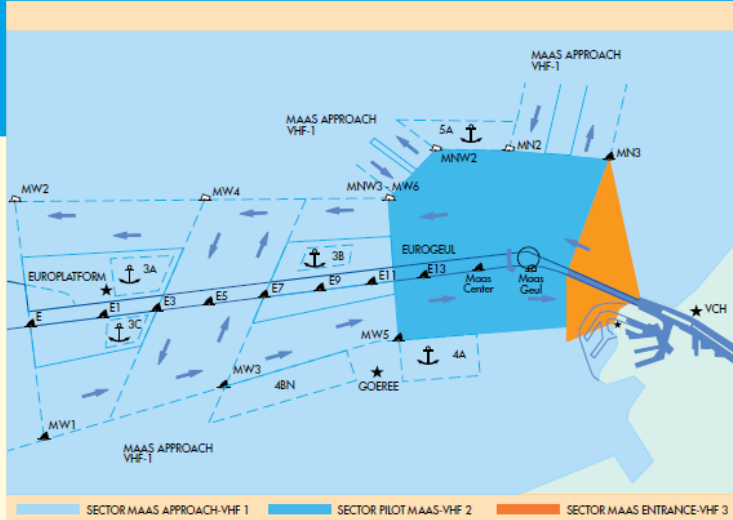 MAAS APPROACH
VHF-1
MAAS APPROACH
VHF-1
5A
MN2
MN3
MNW2
MW2
MW4
MNW3 - MW6
EUROGEUL
3A
3B
EUROPLATFORM
E13
E11
E9
E7
E5
E3
E1
E
Maas
Center
Maas
Geul
3C
VCH
MW5
4A
MW3
4BN
GOEREE
MW1
MAAS APPROACH
VHF-1
SECTOR MAAS APPROACH-VHF 1
SECTOR PILOT MAAS-VHF 2
SECTOR MAAS ENTRANCE-VHF 3